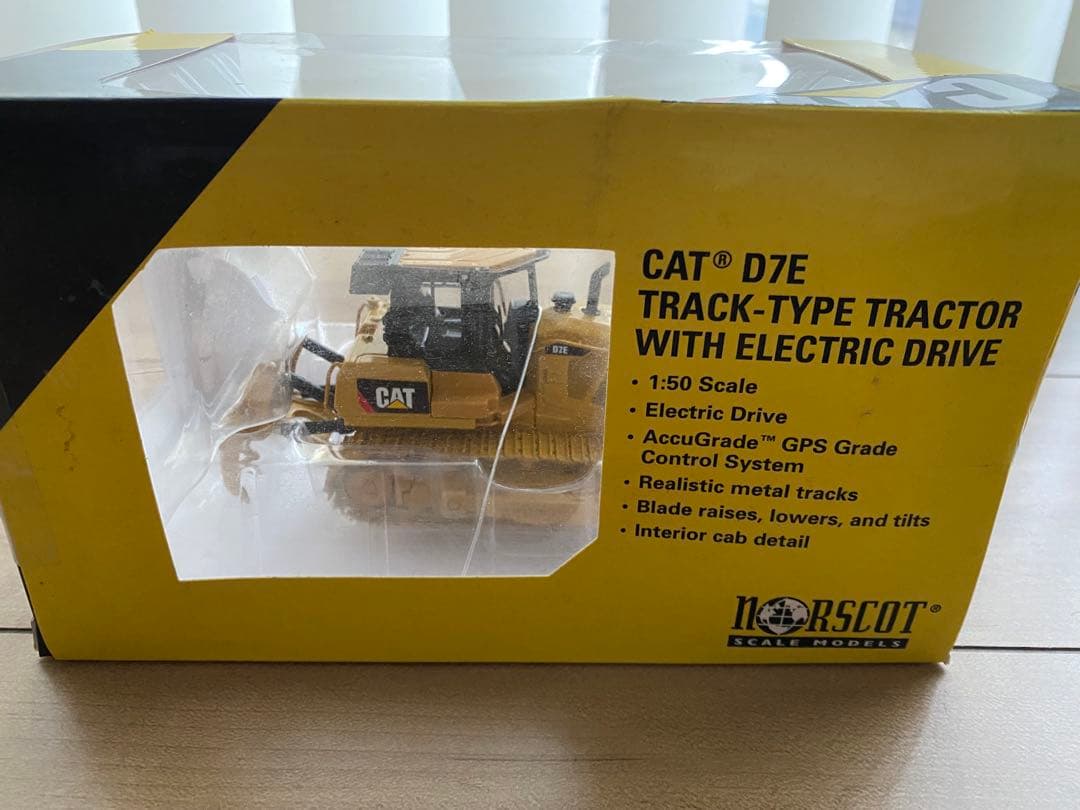 CAT® D7E
TRACK-TYPE TRACTOR
WITH ELECTRIC DRIVE
• 1:50 Scale
• Electric Drive
• AccuGrade™ GPS Grade
Control System
• Realistic metal tracks
• Blade raises, lowers, and tilts
• Interior cab detail
D7E
CAT
NORSCOT®
SCALE MODELS